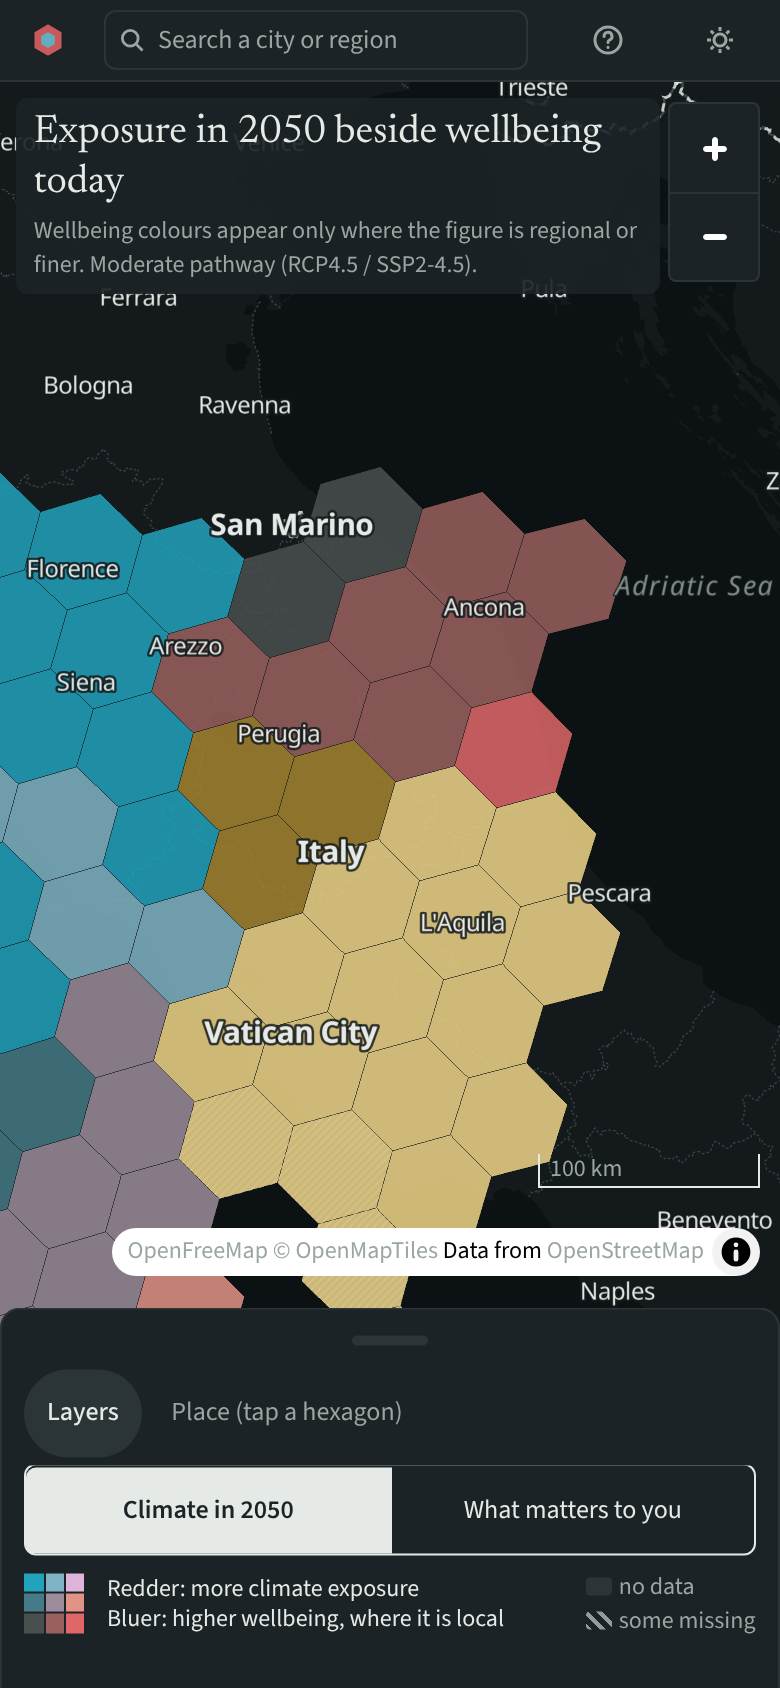 Search a city or region
Trieste
Exposure in 2050 beside wellbeing
today
Venice
Wellbeing colours appear only where the figure is regional or
finer. Moderate pathway (RCP4.5 / SSP2-4.5).
Pula
Ferrara
Bologna
Ravenna
San Marino
Florence
Adriatic Sea
Ancona
Arezzo
Siena
Perugia
Italy
Pescara
L'Aquila
Vatican City
100 km
Benevento
OpenFreeMap © OpenMapTiles Data from OpenStreetMap
Naples
Layers
Place (tap a hexagon)
Climate in 2050
What matters to you
Redder: more climate exposure
Bluer: higher wellbeing, where it is local
no data
some missing